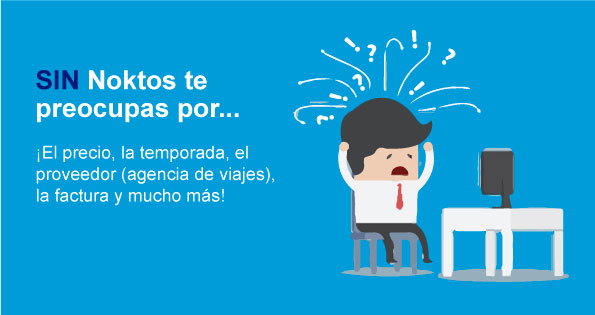 SIN Noktos te
preocupas por...
¡El precio, la temporada, el
proveedor (agencia de viajes),
la factura y mucho más!